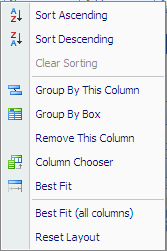 Sort Ascending
Sort Descending
Clear Sorting
Group By This Column
Group By Box
Remove This Column
Column Chooser
Best Fit
Best Fit (all columns)
Reset Layout